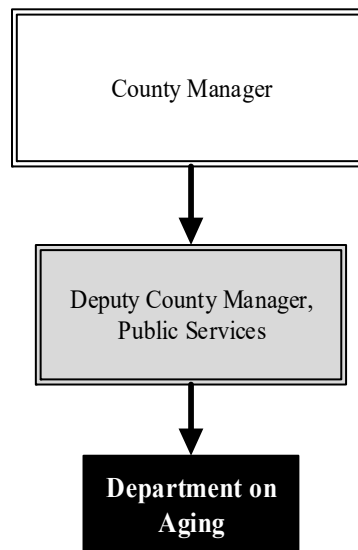 County Manager
Deputy County Manager,
Public Services
Department on
Aging